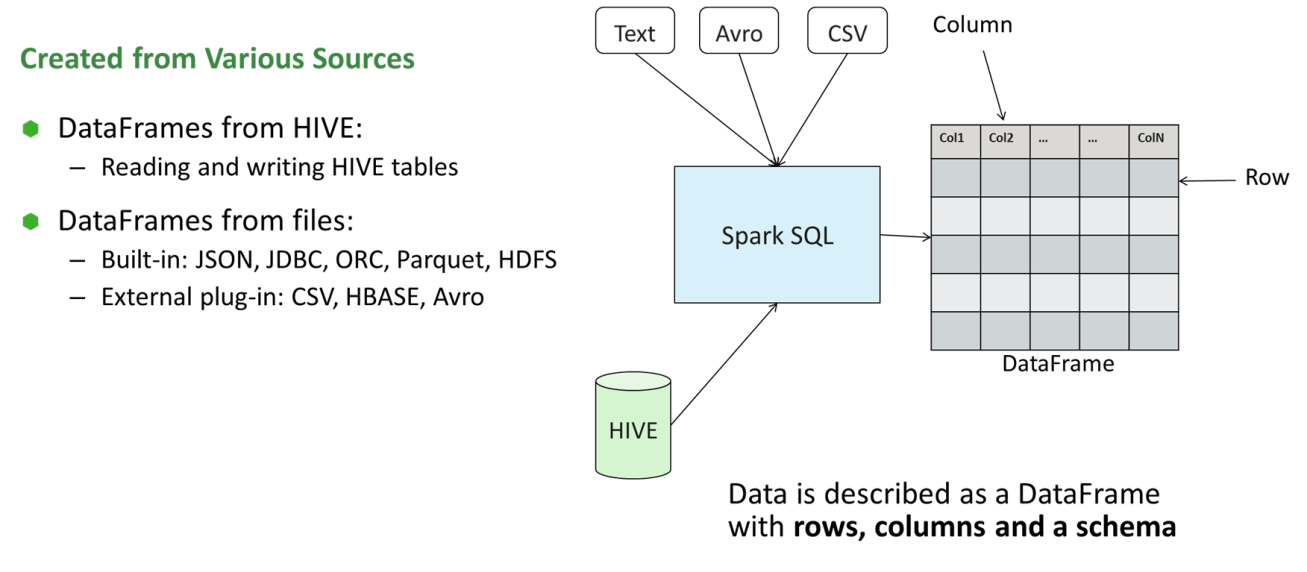 Created from Various Sources
DataFrames from HIVE:
– Reading and writing HIVE tables
DataFrames from files:
– Built-in: JSON, JDBC, ORC, Parquet, HDFS
– External plug-in: CSV, HBASE, Avro
Text
Avro
CSV
Column
Col1
Col2
...
...
ColN
Row
Spark SQL
DataFrame
HIVE
Data is described as a DataFrame
with rows, columns and a schema